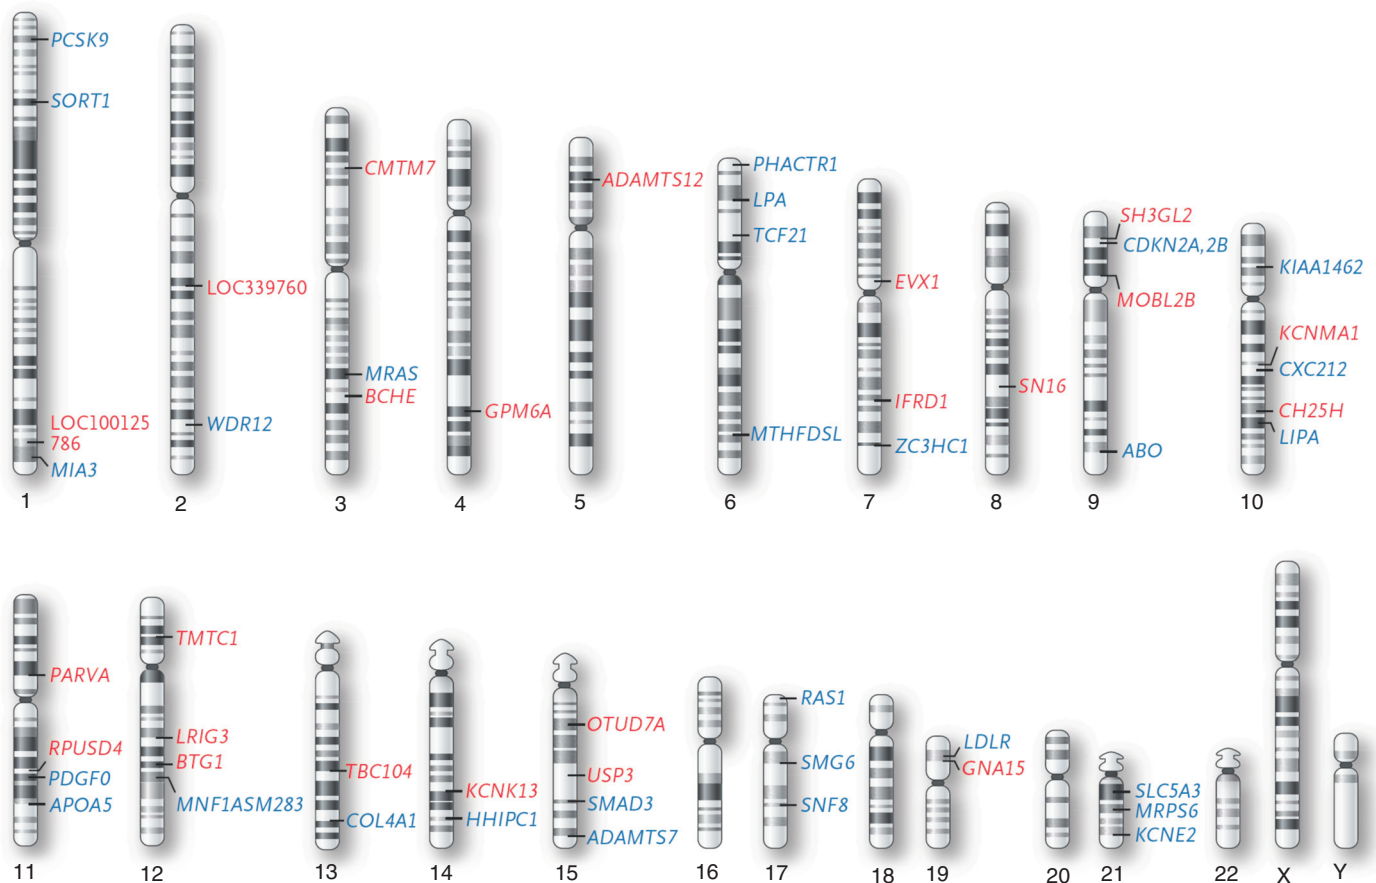 PCSK9
SORT1
LOC100125
786
MIA3
1
LOC339760
WDR12
2
CMTM7
MRAS
BCHE
3
GPM6A
4
ADAMTS12
5
PHACTR1
LPA
TCF21
MTHFDSL
6
EVX1
IFRD1
ZC3HC1
7
SN16
8
SH3GL2
CDKN2A,2B
MOBL2B
ABO
9
KIAA1462
KCNMA1
CXC212
CH25H
LIPA
10
PARVA
RPUSD4
PDGF0
APOA5
11
TMTC1
LRIG3
BTG1
MNF1ASM283
12
TBC104
COL4A1
13
KCNK13
HHIPC1
14
OTUD7A
USP3
SMAD3
ADAMTS7
15
16
RAS1
SMG6
SNF8
17
18
LDLR
GNA15
19
20
SLC5A3
MRPS6
KCNE2
21
22
X
Y